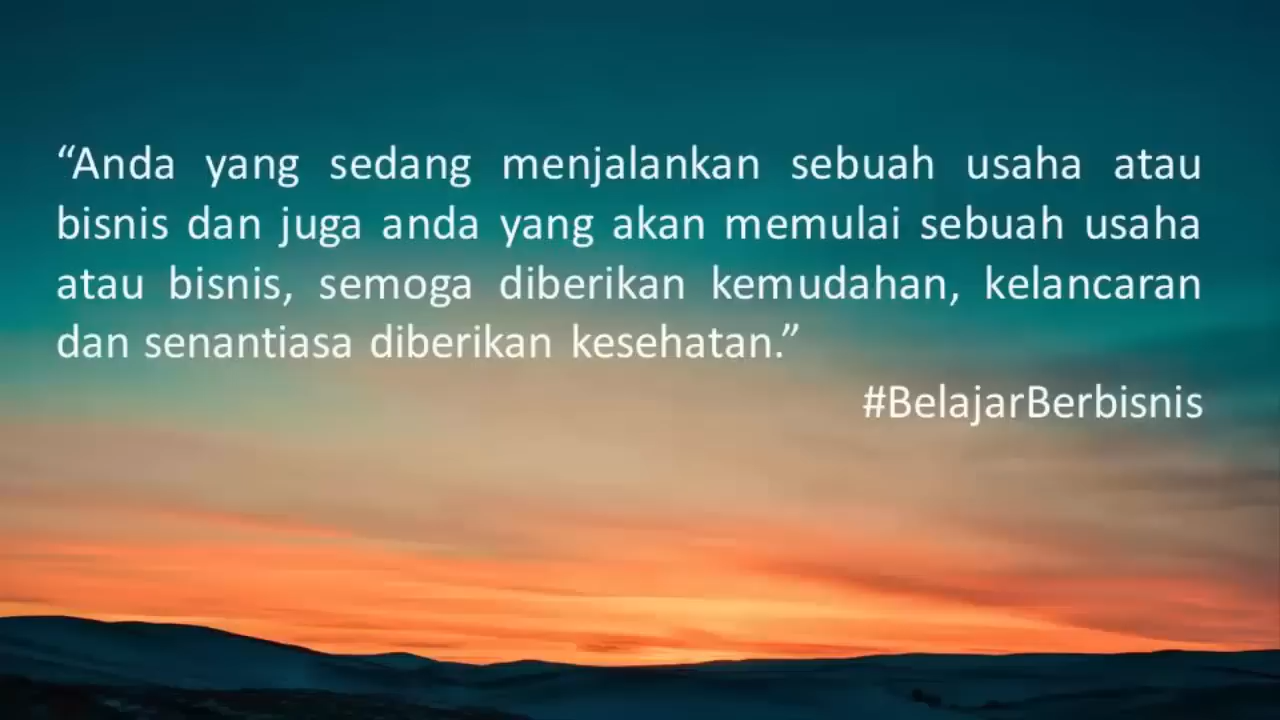 “Anda yang sedang menjalankan sebuah usaha atau
bisnis dan juga anda yang akan memulai sebuah usaha
atau bisnis, semoga diberikan kemudahan, kelancaran
dan senantiasa diberikan kesehatan.”
#BelajarBerbisnis